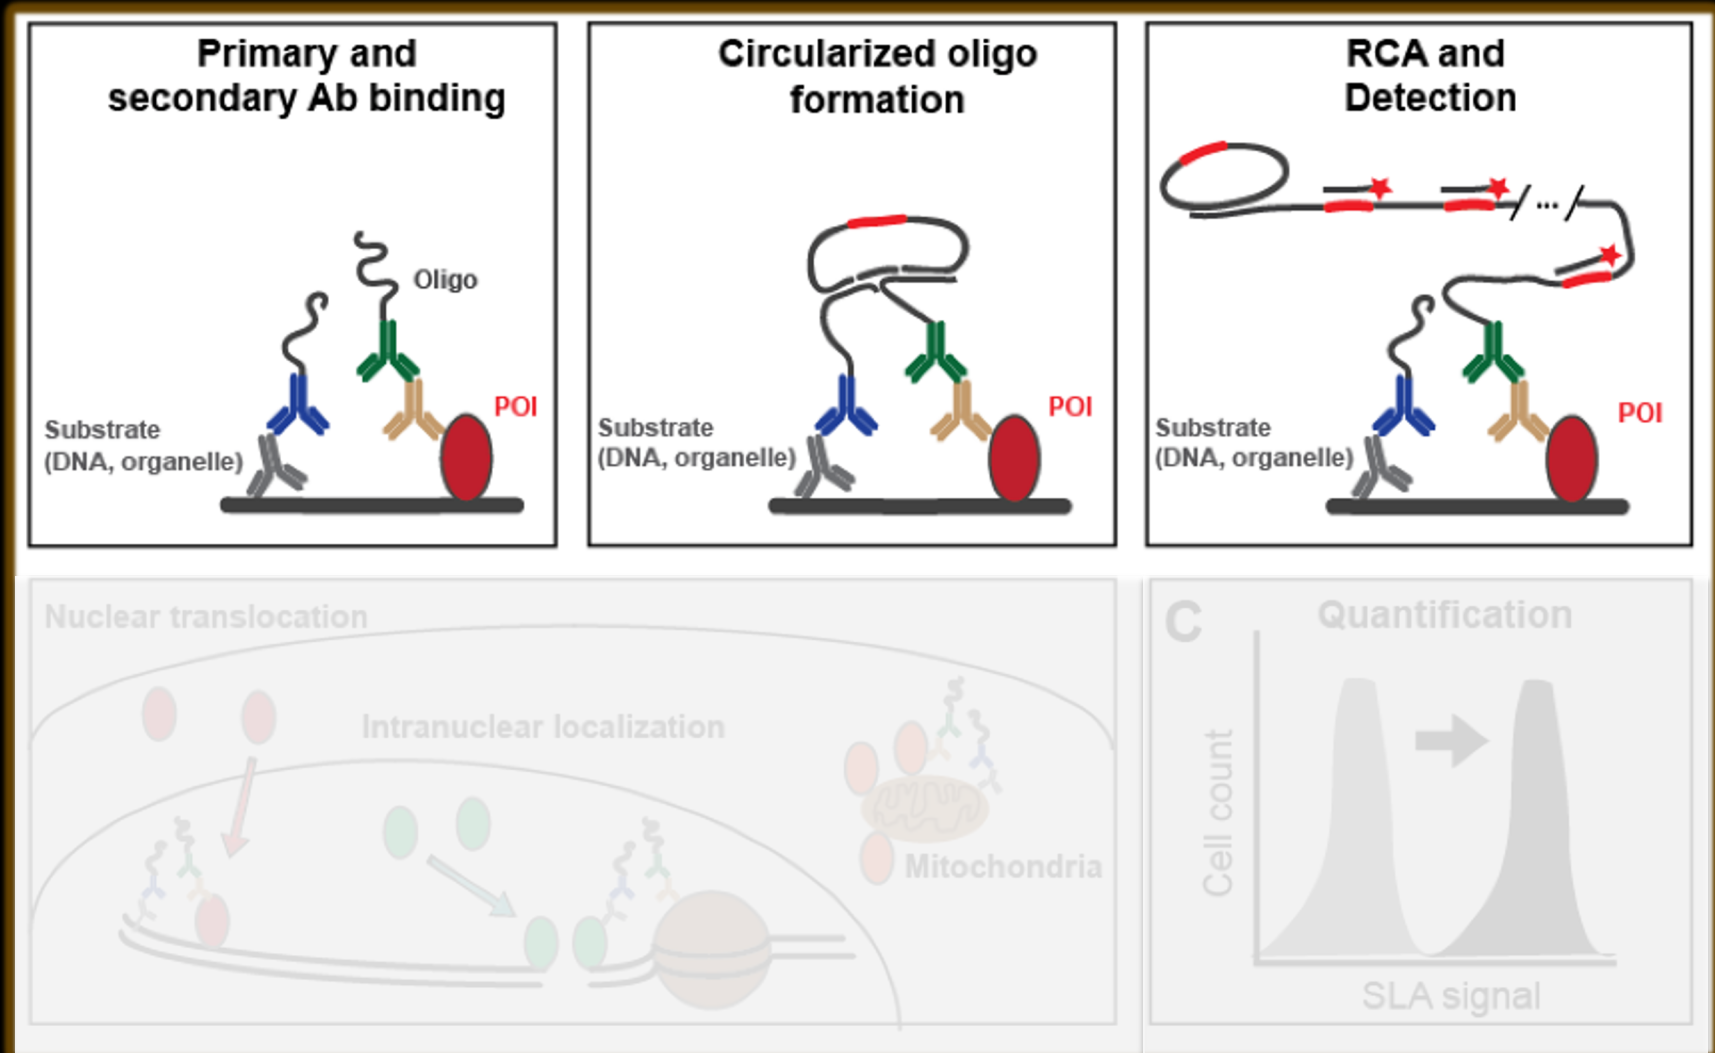 Primary and
secondary Ab binding
Oligo
POI
Substrate
(DNA, organelle)
Circularized oligo
formation
POI
Substrate
(DNA, organelle)
RCA and
Detection
...
POI
Substrate
(DNA, organelle)
Nuclear translocation
Intranuclear localization
Mitochondria
C
Quantification
Cell count
SLA signal